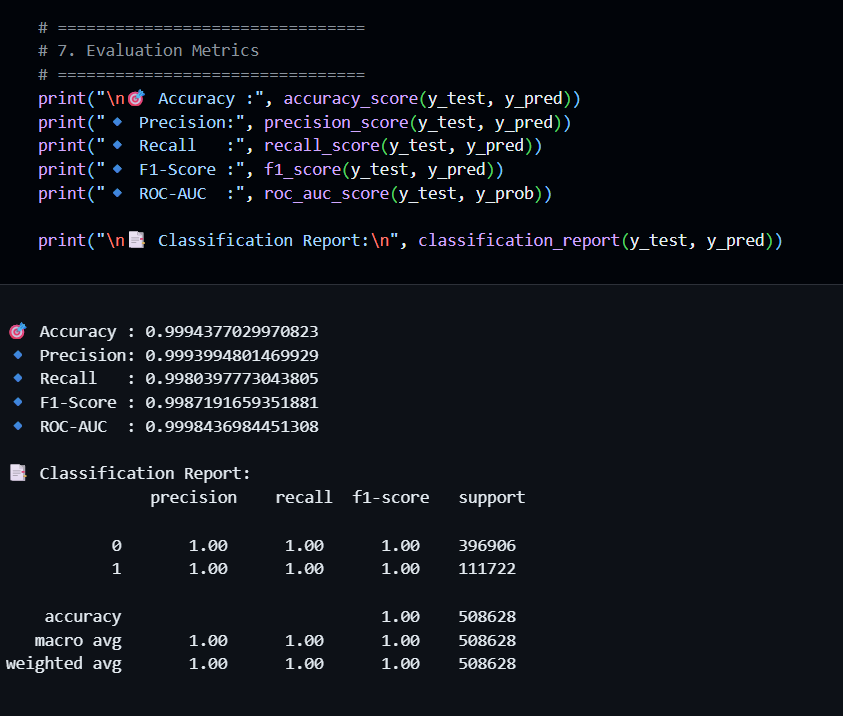 # ================================
# 7. Evaluation Metrics
# ================================
print("\n🎯 Accuracy :", accuracy_score(y_test, y_pred))
print("🔹 Precision:", precision_score(y_test, y_pred))
print("🔹 Recall   :", recall_score(y_test, y_pred))
print("🔹 F1-Score :", f1_score(y_test, y_pred))
print("🔹 ROC-AUC  :", roc_auc_score(y_test, y_prob))
print("\n📑 Classification Report:\n", classification_report(y_test, y_pred))
🎯 Accuracy : 0.9994377029970823
🔹 Precision: 0.9993994801469929
🔹 Recall   : 0.9980397773043805
🔹 F1-Score : 0.9987191659351881
🔹 ROC-AUC  : 0.9998436984451308
📑 Classification Report:
precision    recall  f1-score   support
0       1.00      1.00      1.00    396906
1       1.00      1.00      1.00    111722
accuracy                           1.00    508628
macro avg       1.00      1.00      1.00    508628
weighted avg       1.00      1.00      1.00    508628